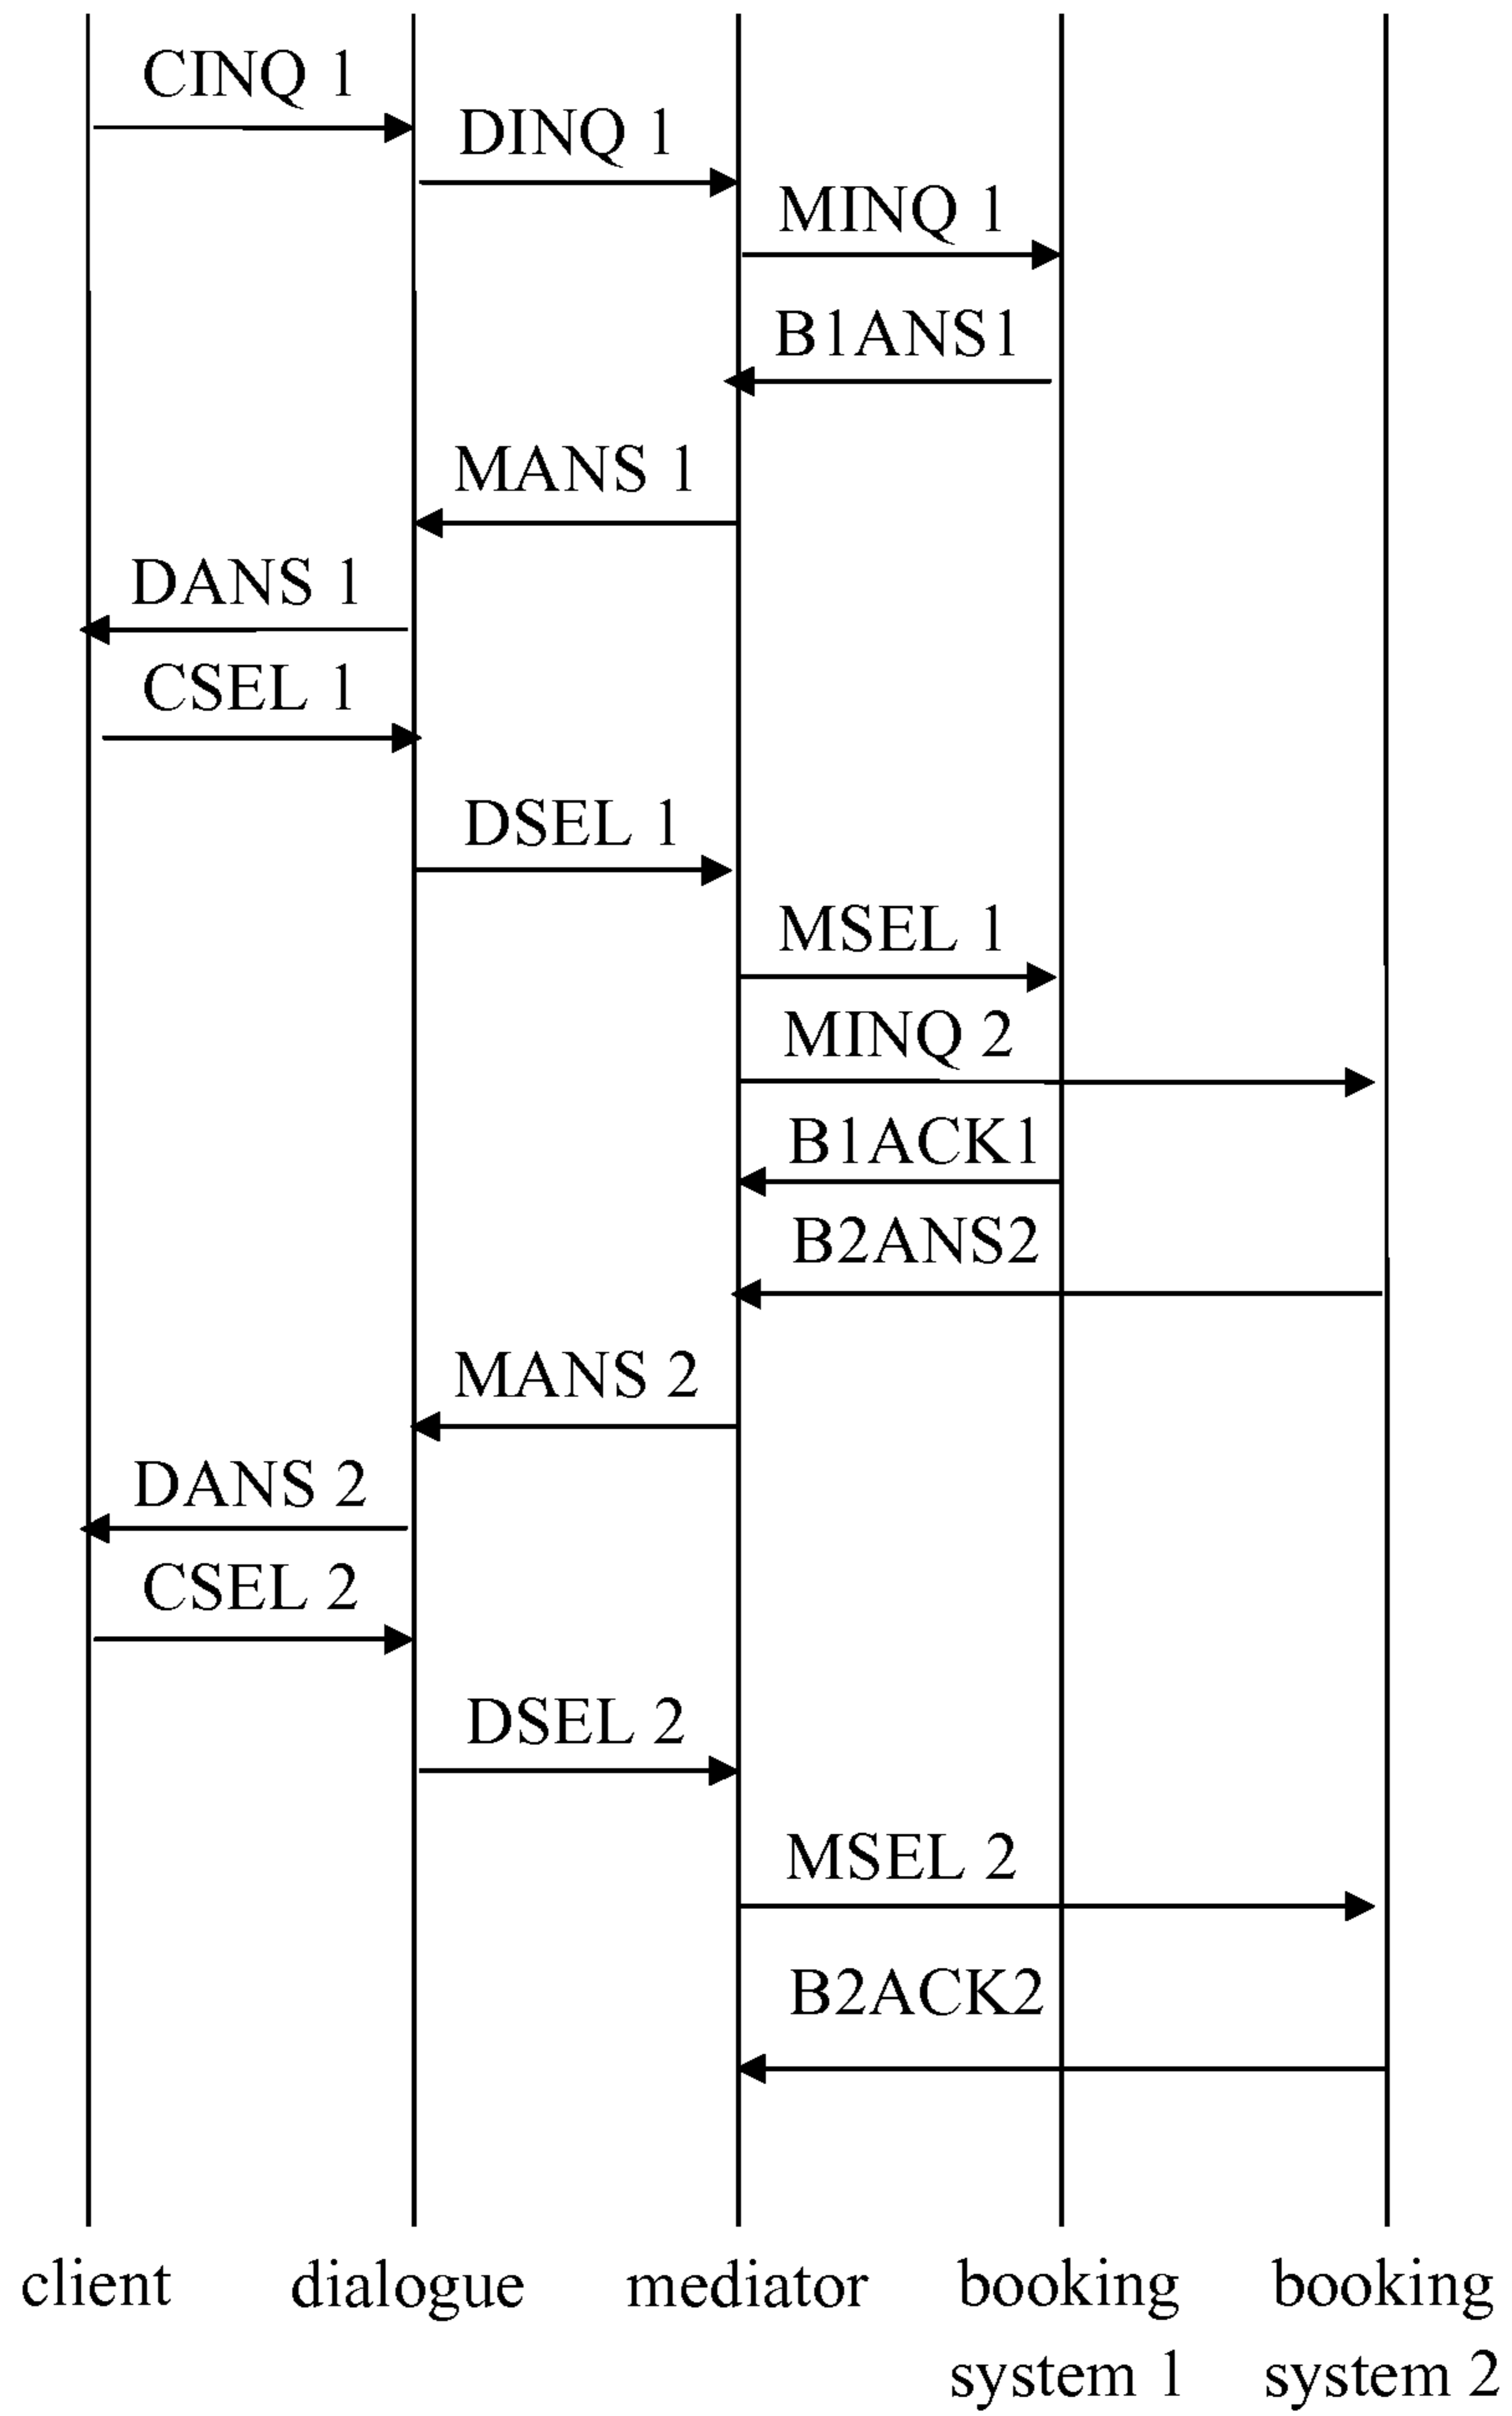 CINQ 1
DINQ 1
MINQ 1
B1ANS1
MANS 1
DANS 1
CSEL 1
DSEL 1
MSEL 1
MINQ 2
B1ACK1
B2ANS2
MANS 2
DANS 2
CSEL 2
DSEL 2
MSEL 2
B2ACK2
client dialogue mediator booking booking
system 1 system 2